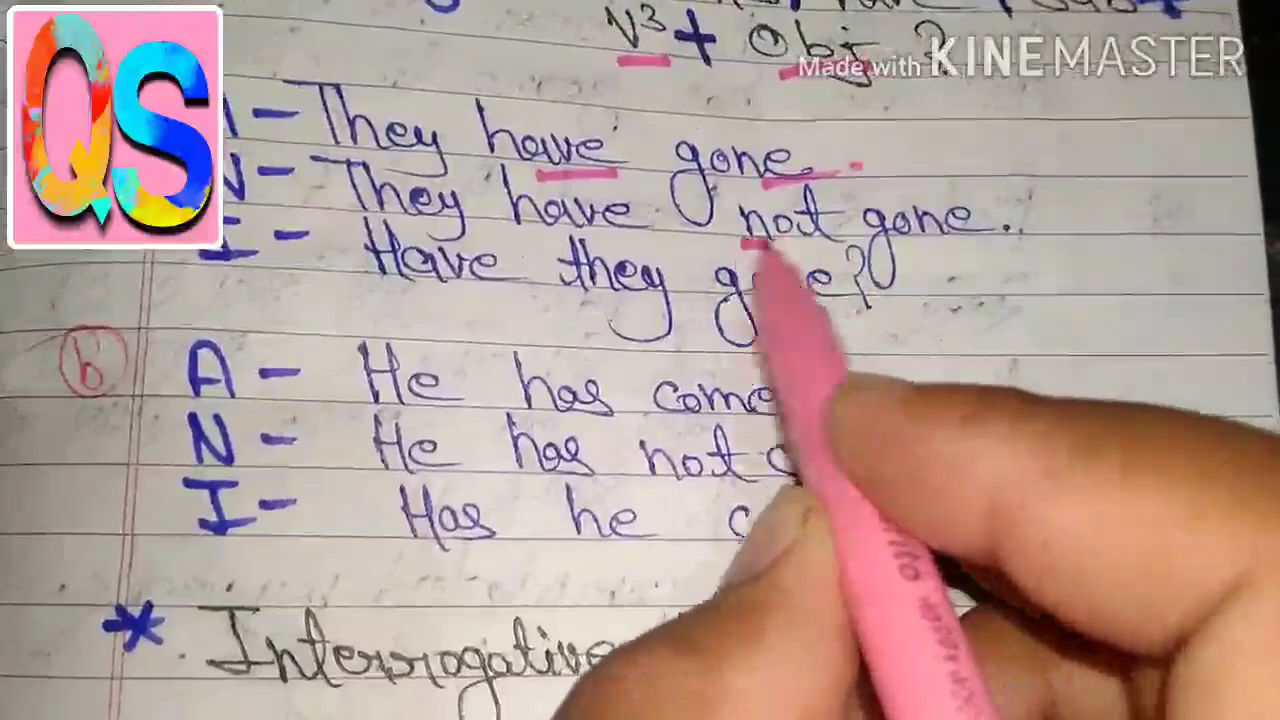 V³ + Obj ?
Made with KINEMASTER
QS
A - They have gone.
N - They have not gone.
I - Have they gone?
b
A - He has come
N - He has not
I - Has he
* Interrogative